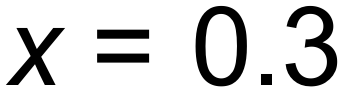 x = 0.3